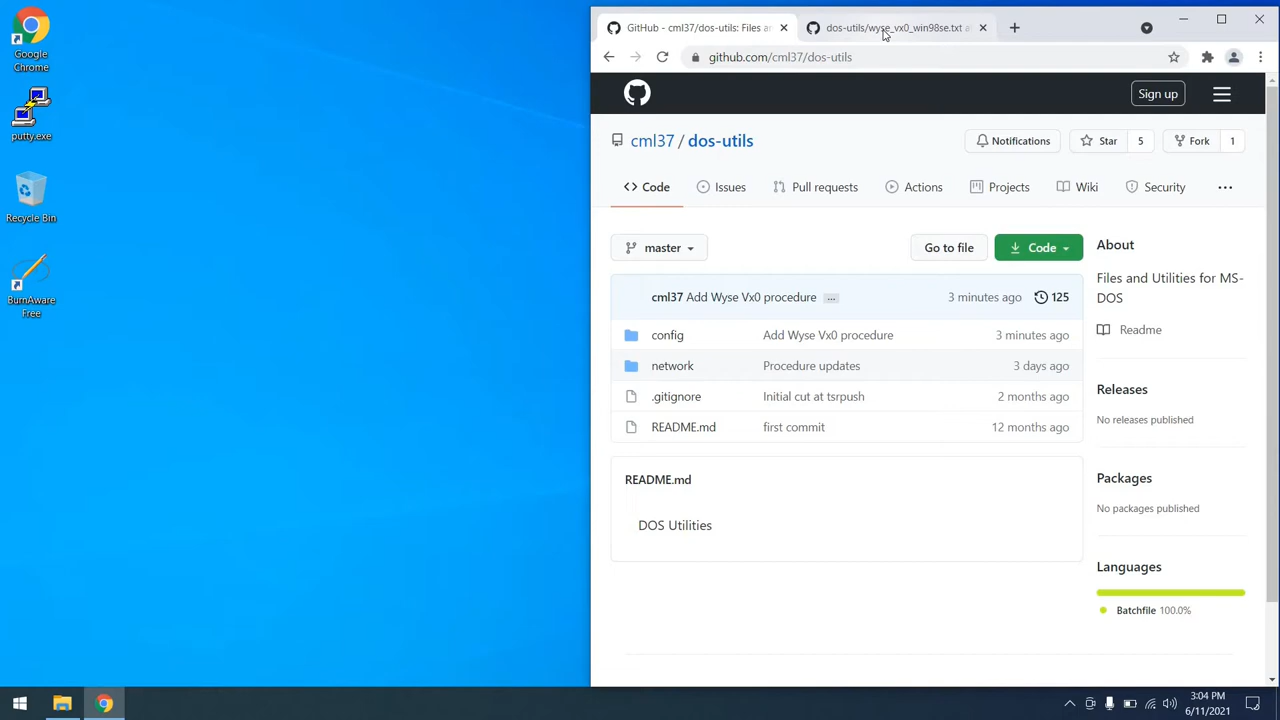 Google
Chrome
putty.exe
Recycle Bin
BurnAware
Free
GitHub - cml37/dos-utils: Files a
dos-utils/wyse_vx0_win98se.txt a
github.com/cml37/dos-utils
Sign up
cml37 / dos-utils
Notifications
Star 5
Fork 1
Code
Issues
Pull requests
Actions
Projects
Wiki
Security
master
Go to file
Code
cml37 Add Wyse Vx0 procedure ... 3 minutes ago 125
config Add Wyse Vx0 procedure 3 minutes ago
network Procedure updates 3 days ago
.gitignore Initial cut at tsrpush 2 months ago
README.md first commit 12 months ago
README.md
DOS Utilities
About
Files and Utilities for MS-
DOS
Readme
Releases
No releases published
Packages
No packages published
Languages
Batchfile 100.0%
3:04 PM
6/11/2021